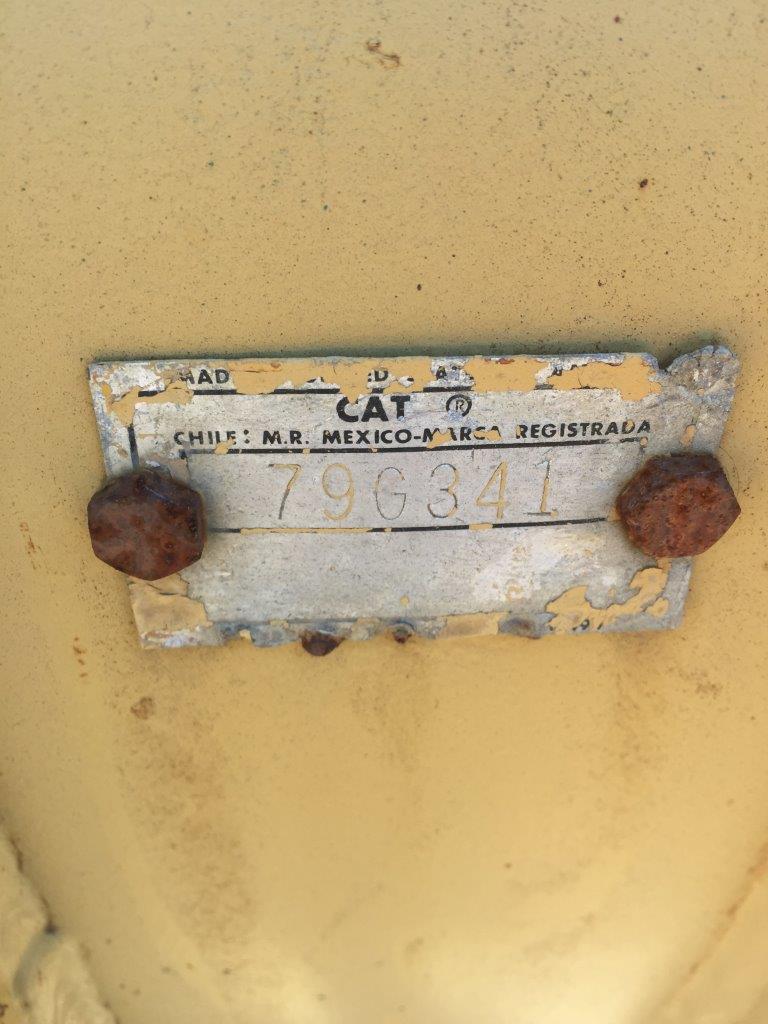 CAT ®
CHILE: M.R. MEXICO-MARCA REGISTRADA
79G341